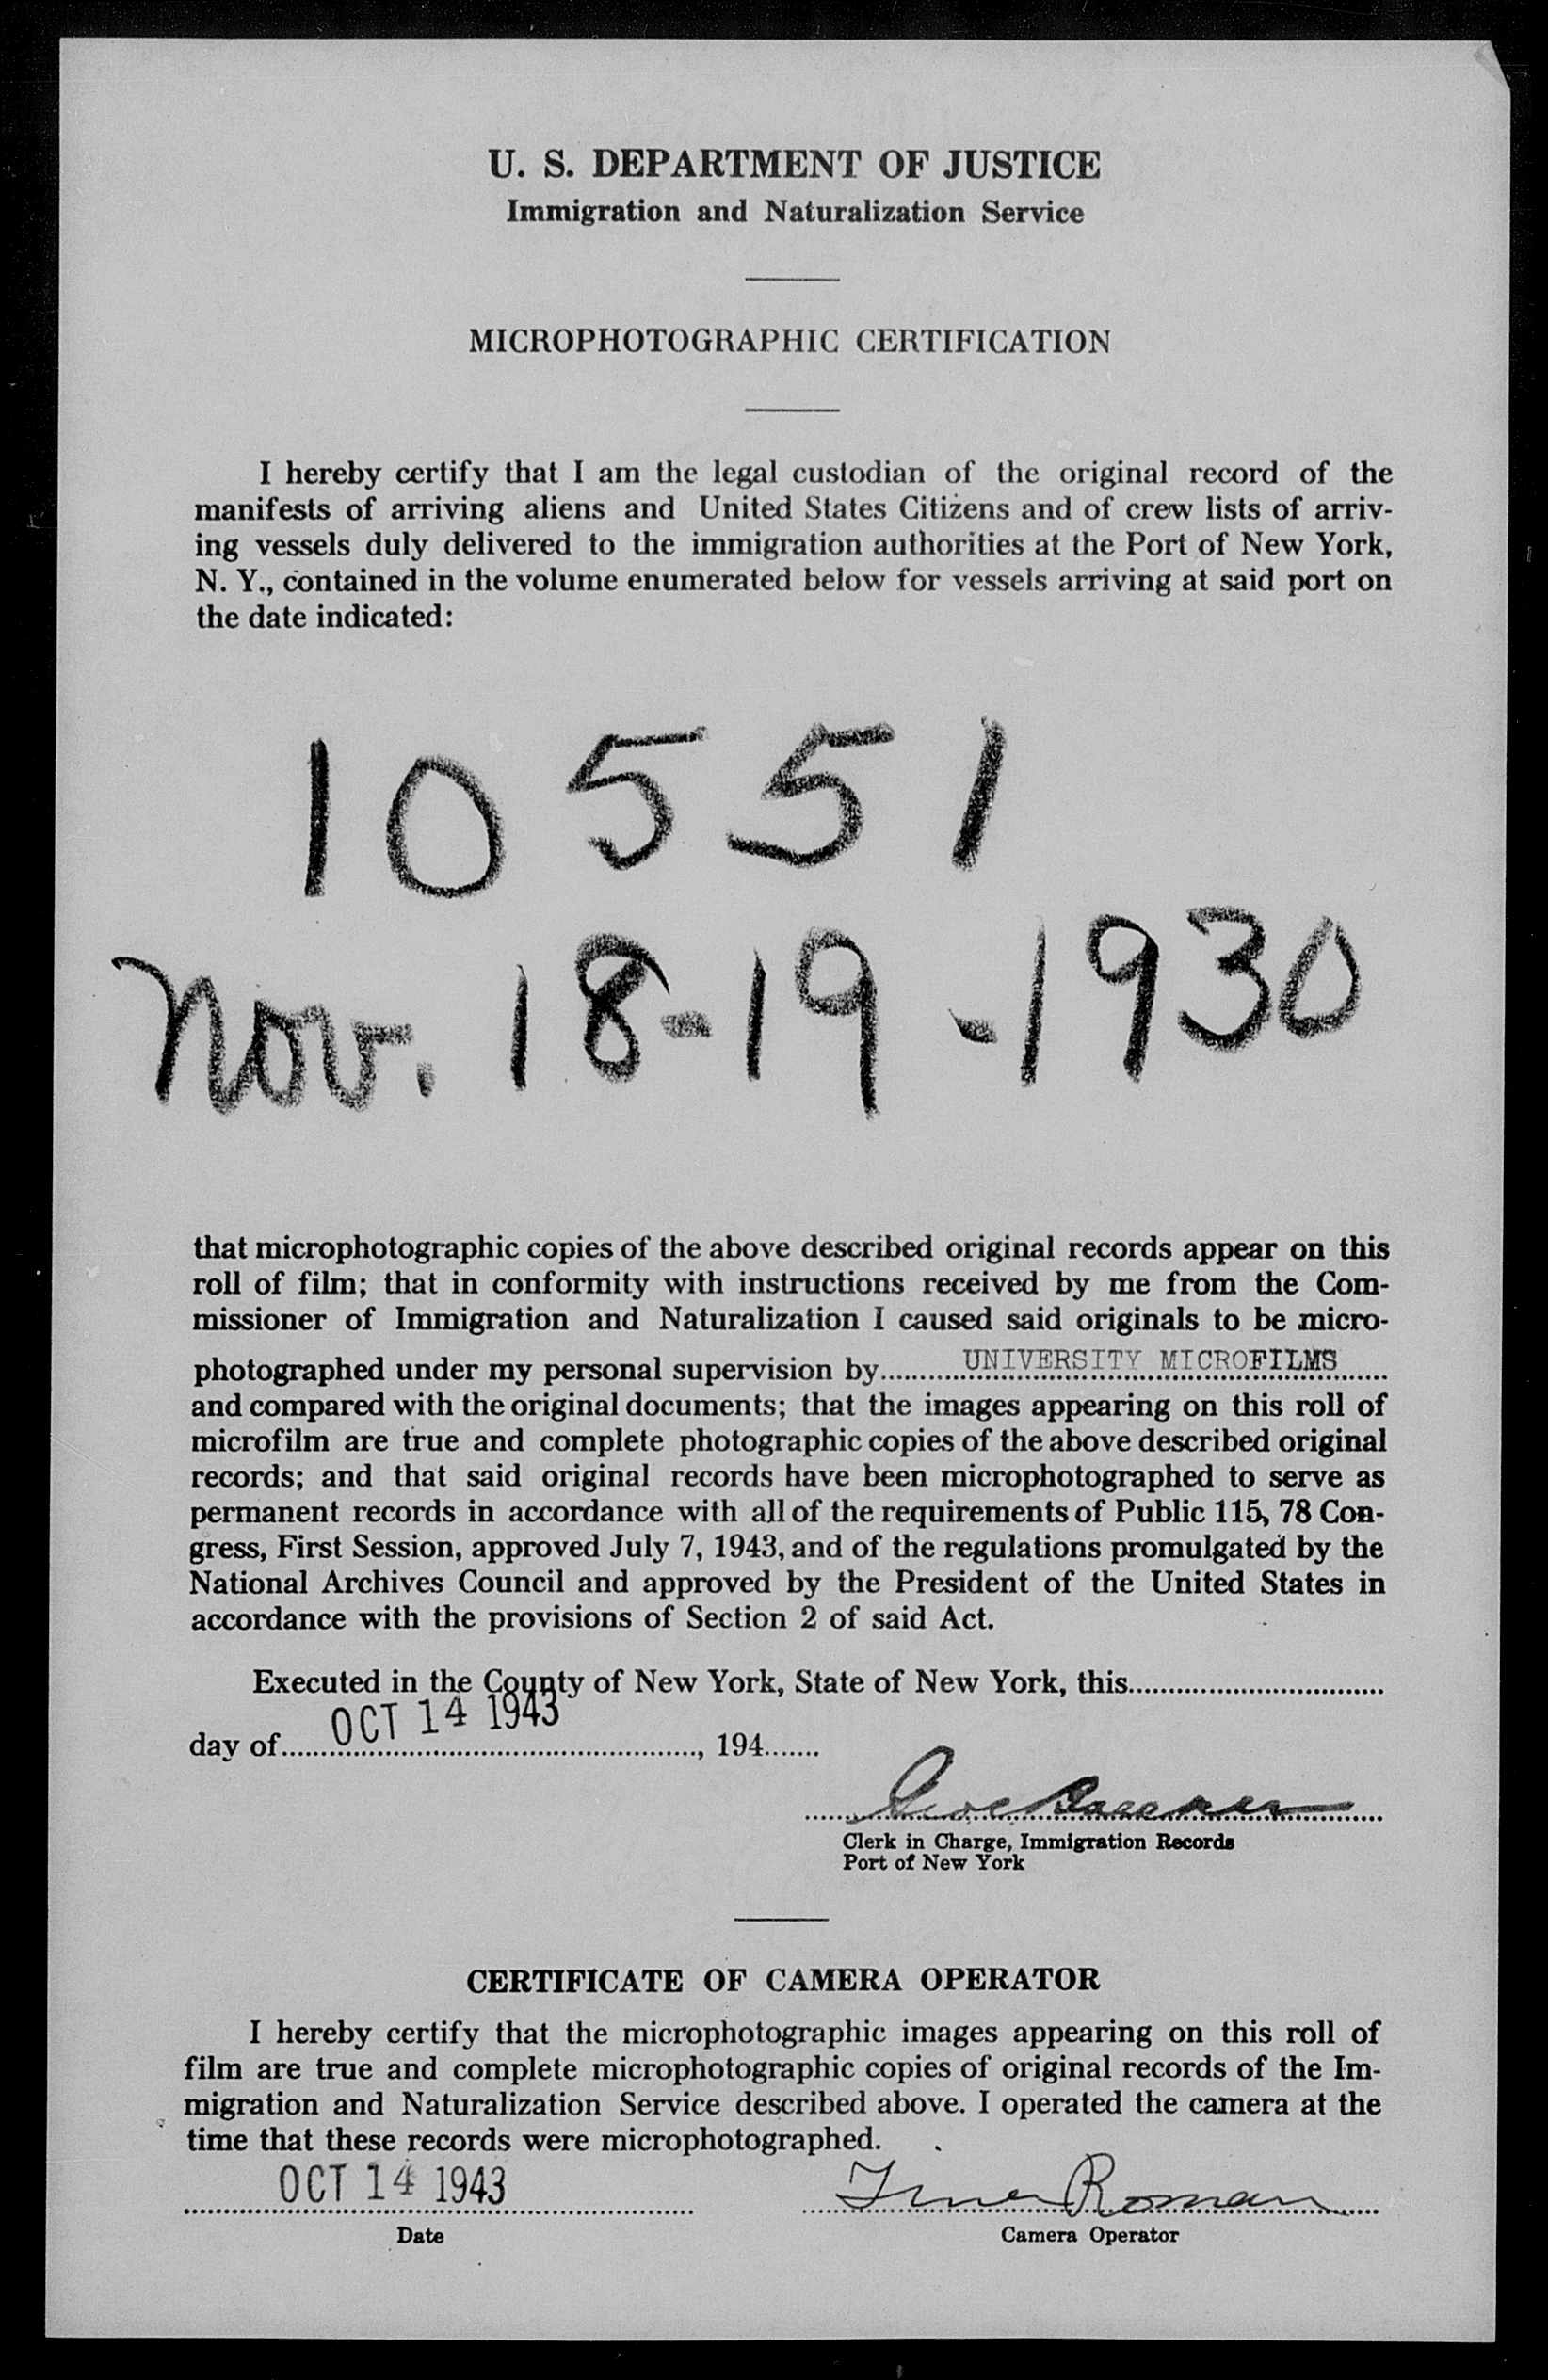 U. S. DEPARTMENT OF JUSTICE
Immigration and Naturalization Service
MICROPHOTOGRAPHIC CERTIFICATION
I hereby certify that I am the legal custodian of the original record of the
manifests of arriving aliens and United States Citizens and of crew lists of arriv-
ing vessels duly delivered to the immigration authorities at the Port of New York,
N. Y., contained in the volume enumerated below for vessels arriving at said port on
the date indicated:
10551
Nov. 18-19-1930
that microphotographic copies of the above described original records appear on this
roll of film; that in conformity with instructions received by me from the Com-
missioner of Immigration and Naturalization I caused said originals to be micro-
photographed under my personal supervision by UNIVERSITY MICROFILMS
and compared with the original documents; that the images appearing on this roll of
microfilm are true and complete photographic copies of the above described original
records; and that said original records have been microphotographed to serve as
permanent records in accordance with all of the requirements of Public 115, 78 Con-
gress, First Session, approved July 7, 1943, and of the regulations promulgated by the
National Archives Council and approved by the President of the United States in
accordance with the provisions of Section 2 of said Act.
Executed in the County of New York, State of New York, this
day of OCT 14 1943, 194
Clerk in Charge, Immigration Records
Port of New York
CERTIFICATE OF CAMERA OPERATOR
I hereby certify that the microphotographic images appearing on this roll of
film are true and complete microphotographic copies of original records of the Im-
migration and Naturalization Service described above. I operated the camera at the
time that these records were microphotographed.
OCT 14 1943 Roman
Date Camera Operator